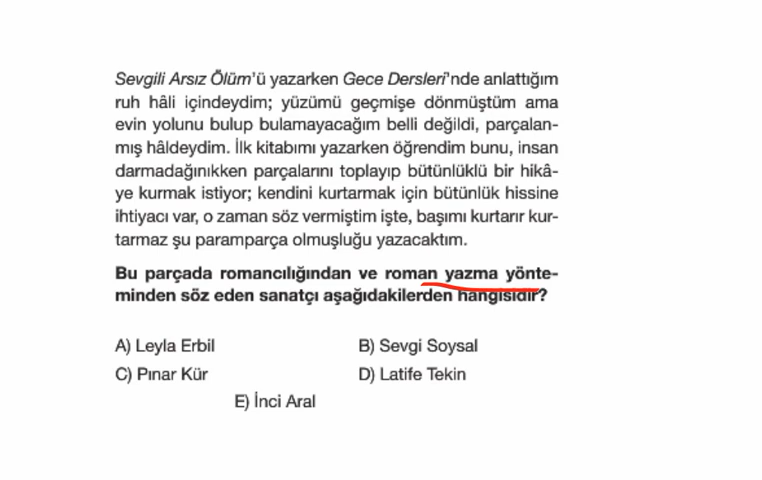 Sevgili Arsız Ölüm'ü yazarken Gece Dersleri'nde anlattığım
ruh hâli içindeydim; yüzümü geçmişe dönmüştüm ama
evin yolunu bulup bulamayacağım belli değildi, parçalan-
mış hâldeydim. İlk kitabımı yazarken öğrendim bunu, insan
darmadağınıkken parçalarını toplayıp bütünlüklü bir hikâ-
ye kurmak istiyor; kendini kurtarmak için bütünlük hissine
ihtiyacı var, o zaman söz vermiştim işte, başımı kurtarır kur-
tarmaz şu paramparça olmuşluğu yazacaktım.
Bu parçada romancılığından ve roman yazma yönte-
minden söz eden sanatçı aşağıdakilerden hangisidir?
A) Leyla Erbil
B) Sevgi Soysal
C) Pınar Kür
D) Latife Tekin
E) İnci Aral